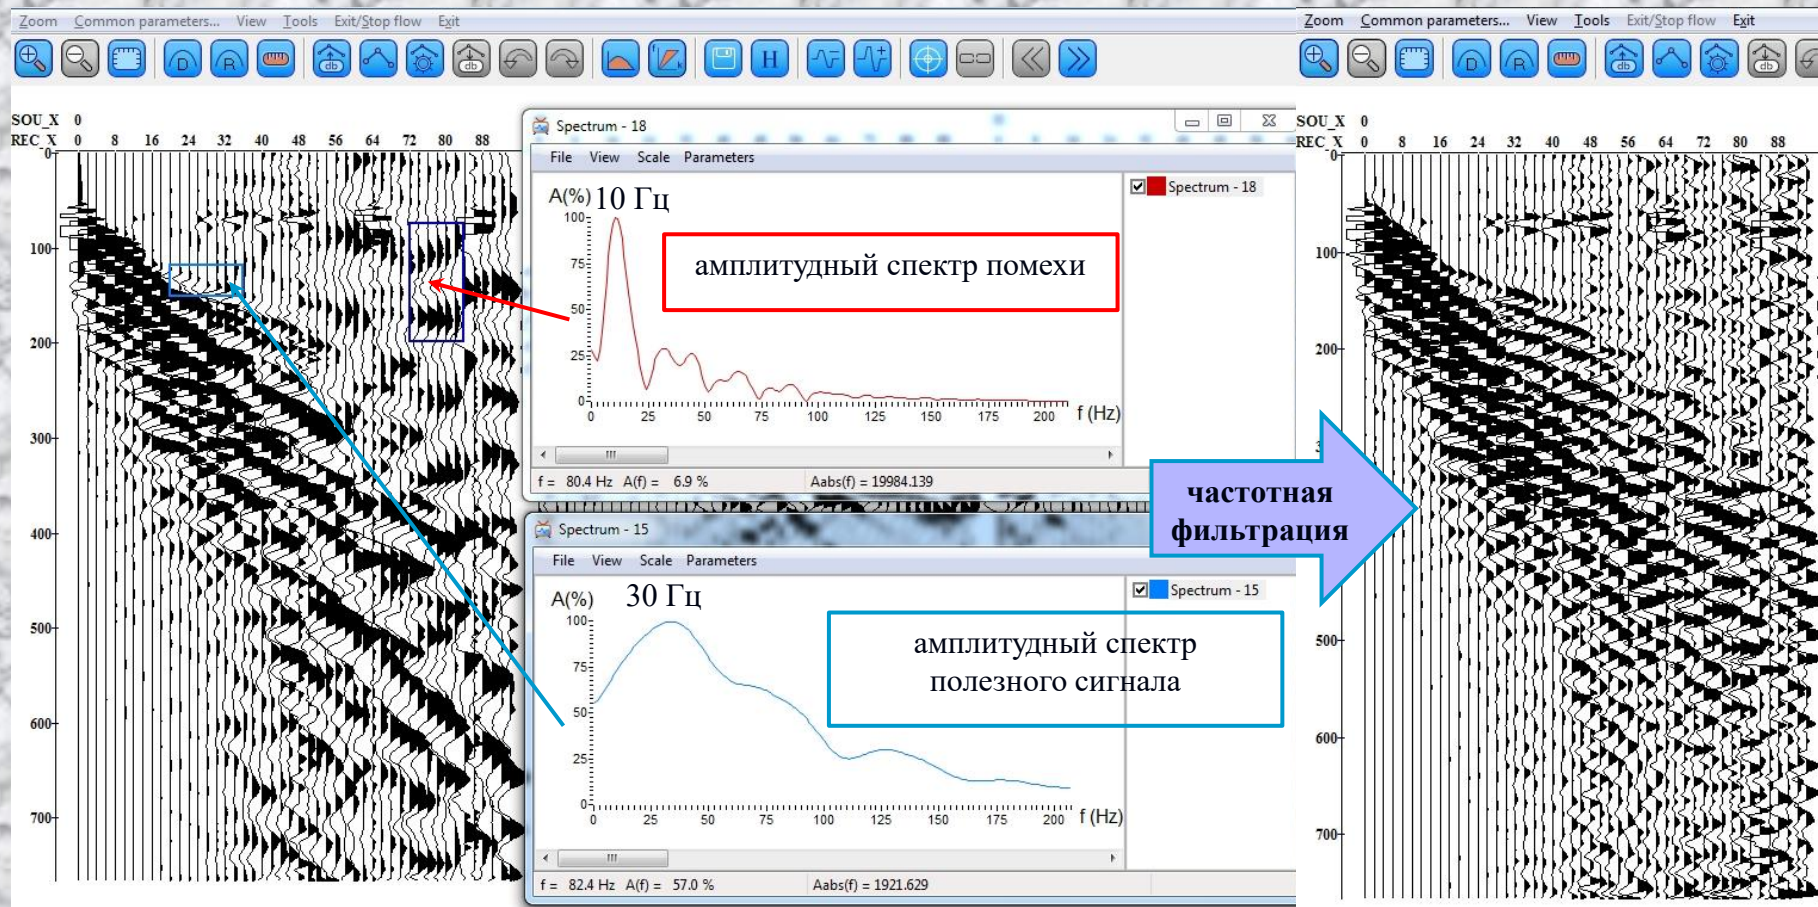 Zoom Common parameters... View Tools Exit/Stop flow Exit
D R db db H
SOU_X 0
REC_X 0 8 16 24 32 40 48 56 64 72 80 88
0
100
200
300
400
500
600
700
Spectrum - 18
File View Scale Parameters
A(%) 10 Гц
100
75
50
25
0
0 25 50 75 100 125 150 175 200 f (Hz)
Spectrum - 18
амплитудный спектр помехи
f = 80.4 Hz A(f) = 6.9 % Aabs(f) = 19984.139
Spectrum - 15
File View Scale Parameters
A(%) 30 Гц
100
75
50
25
0
0 25 50 75 100 125 150 175 200 f (Hz)
Spectrum - 15
амплитудный спектр
полезного сигнала
f = 82.4 Hz A(f) = 57.0 % Aabs(f) = 1921.629
частотная
фильтрация
Zoom Common parameters... View Tools Exit/Stop flow Exit
D R db db
SOU_X 0
REC_X 0 8 16 24 32 40 48 56 64 72 80 88
0
100
200
500
600
700